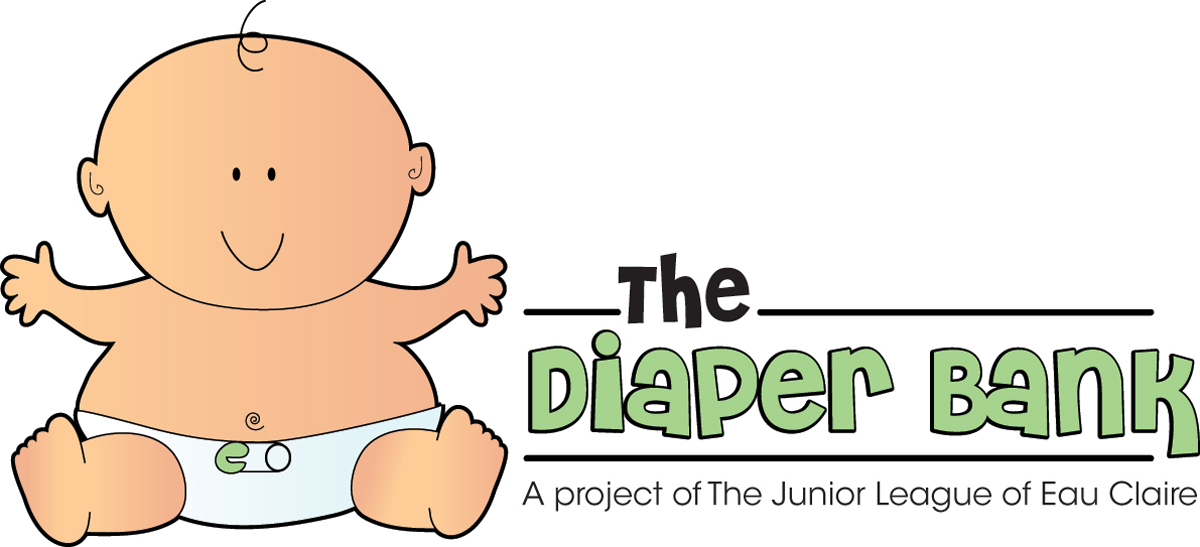 The
Diaper Bank
A project of The Junior League of Eau Claire